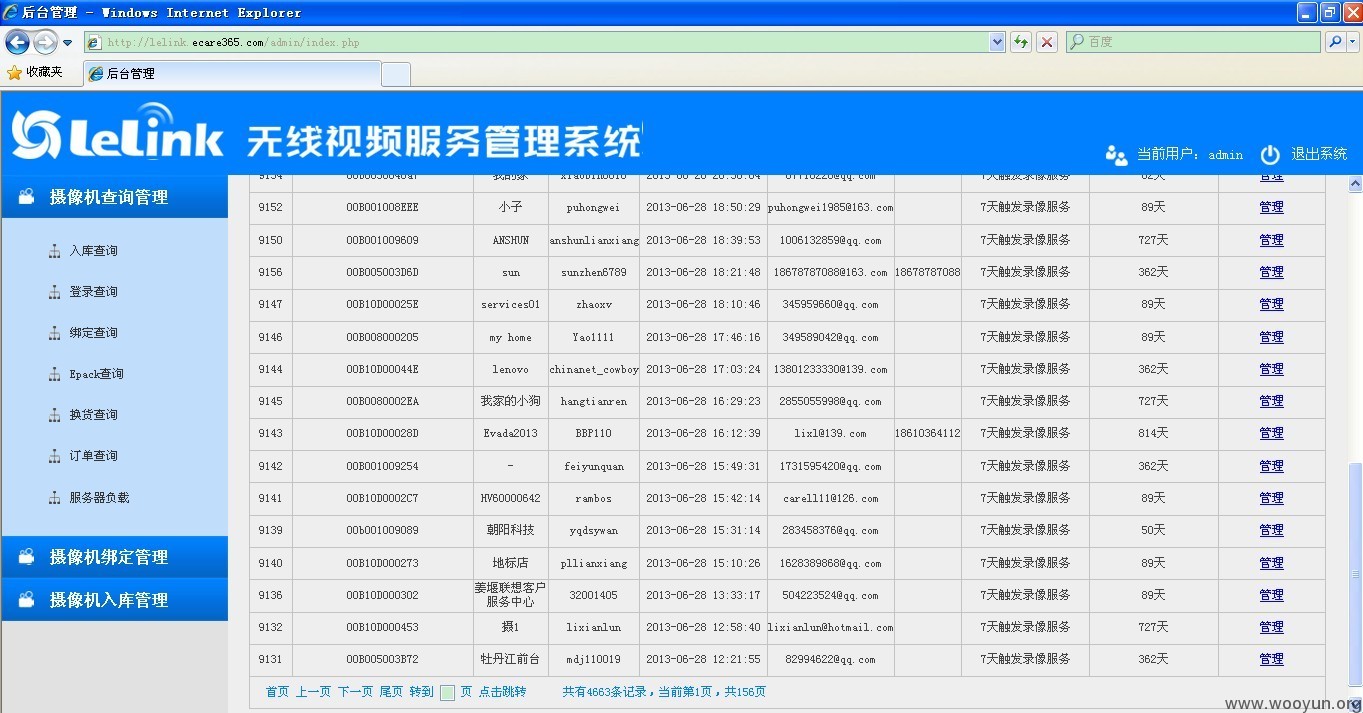 后台管理 - Windows Internet Explorer
http://lelink.ecare365.com/admin/index.php
百度
收藏夹 后台管理
LeLink 无线视频服务管理系统
当前用户: admin 退出系统
摄像机查询管理
入库查询
登录查询
绑定查询
Epack查询
换货查询
订单查询
服务器负载
摄像机绑定管理
摄像机入库管理
9152 00B001008EEE 小子 puhongwei 2013-06-28 18:50:29 puhongwei1985@163.com 7天触发录像服务 89天 管理
9150 00B001009609 ANSHUN anshunlianxiang 2013-06-28 18:39:53 1006132859@qq.com 7天触发录像服务 727天 管理
9156 00B005003D6D sun sunzhen6789 2013-06-28 18:21:48 18678787088@163.com 18678787088 7天触发录像服务 362天 管理
9147 00B10D00025E services01 zhaoxv 2013-06-28 18:10:46 345959660@qq.com 7天触发录像服务 89天 管理
9146 00B008000205 my home Yao1111 2013-06-28 17:46:16 349589042@qq.com 7天触发录像服务 89天 管理
9144 00B10D00044E lenovo chinanet_cowboy 2013-06-28 17:03:24 13801233330@139.com 7天触发录像服务 362天 管理
9145 00B0080002EA 我家的小狗 hangtianren 2013-06-28 16:29:23 2855055998@qq.com 7天触发录像服务 727天 管理
9143 00B10D00028D Evada2013 BBF110 2013-06-28 16:12:39 lixl@139.com 18610364112 7天触发录像服务 814天 管理
9142 00B001009254 - feiyunquan 2013-06-28 15:49:31 1731595420@qq.com 7天触发录像服务 362天 管理
9141 00B10D0002C7 HV60000642 rambos 2013-06-28 15:42:14 carell11@126.com 7天触发录像服务 89天 管理
9139 00b001009089 朝阳科技 yqdsywan 2013-06-28 15:31:14 283458376@qq.com 7天触发录像服务 50天 管理
9140 00B10D000273 地标店 pllianxiang 2013-06-28 15:10:26 1628389868@qq.com 7天触发录像服务 89天 管理
9136 00B10D000302 姜堰联想客户服务中心 32001405 2013-06-28 13:33:17 504223524@qq.com 7天触发录像服务 89天 管理
9132 00B10D000453 摄1 lixianlun 2013-06-28 12:58:40 lixianlun@hotmail.com 7天触发录像服务 727天 管理
9131 00B005003B72 牡丹江前台 mdj110019 2013-06-28 12:21:55 82994622@qq.com 7天触发录像服务 362天 管理
首页 上一页 下一页 尾页 转到 页 点击跳转 共有4663条记录,当前第1页,共156页
www.wooyun.org